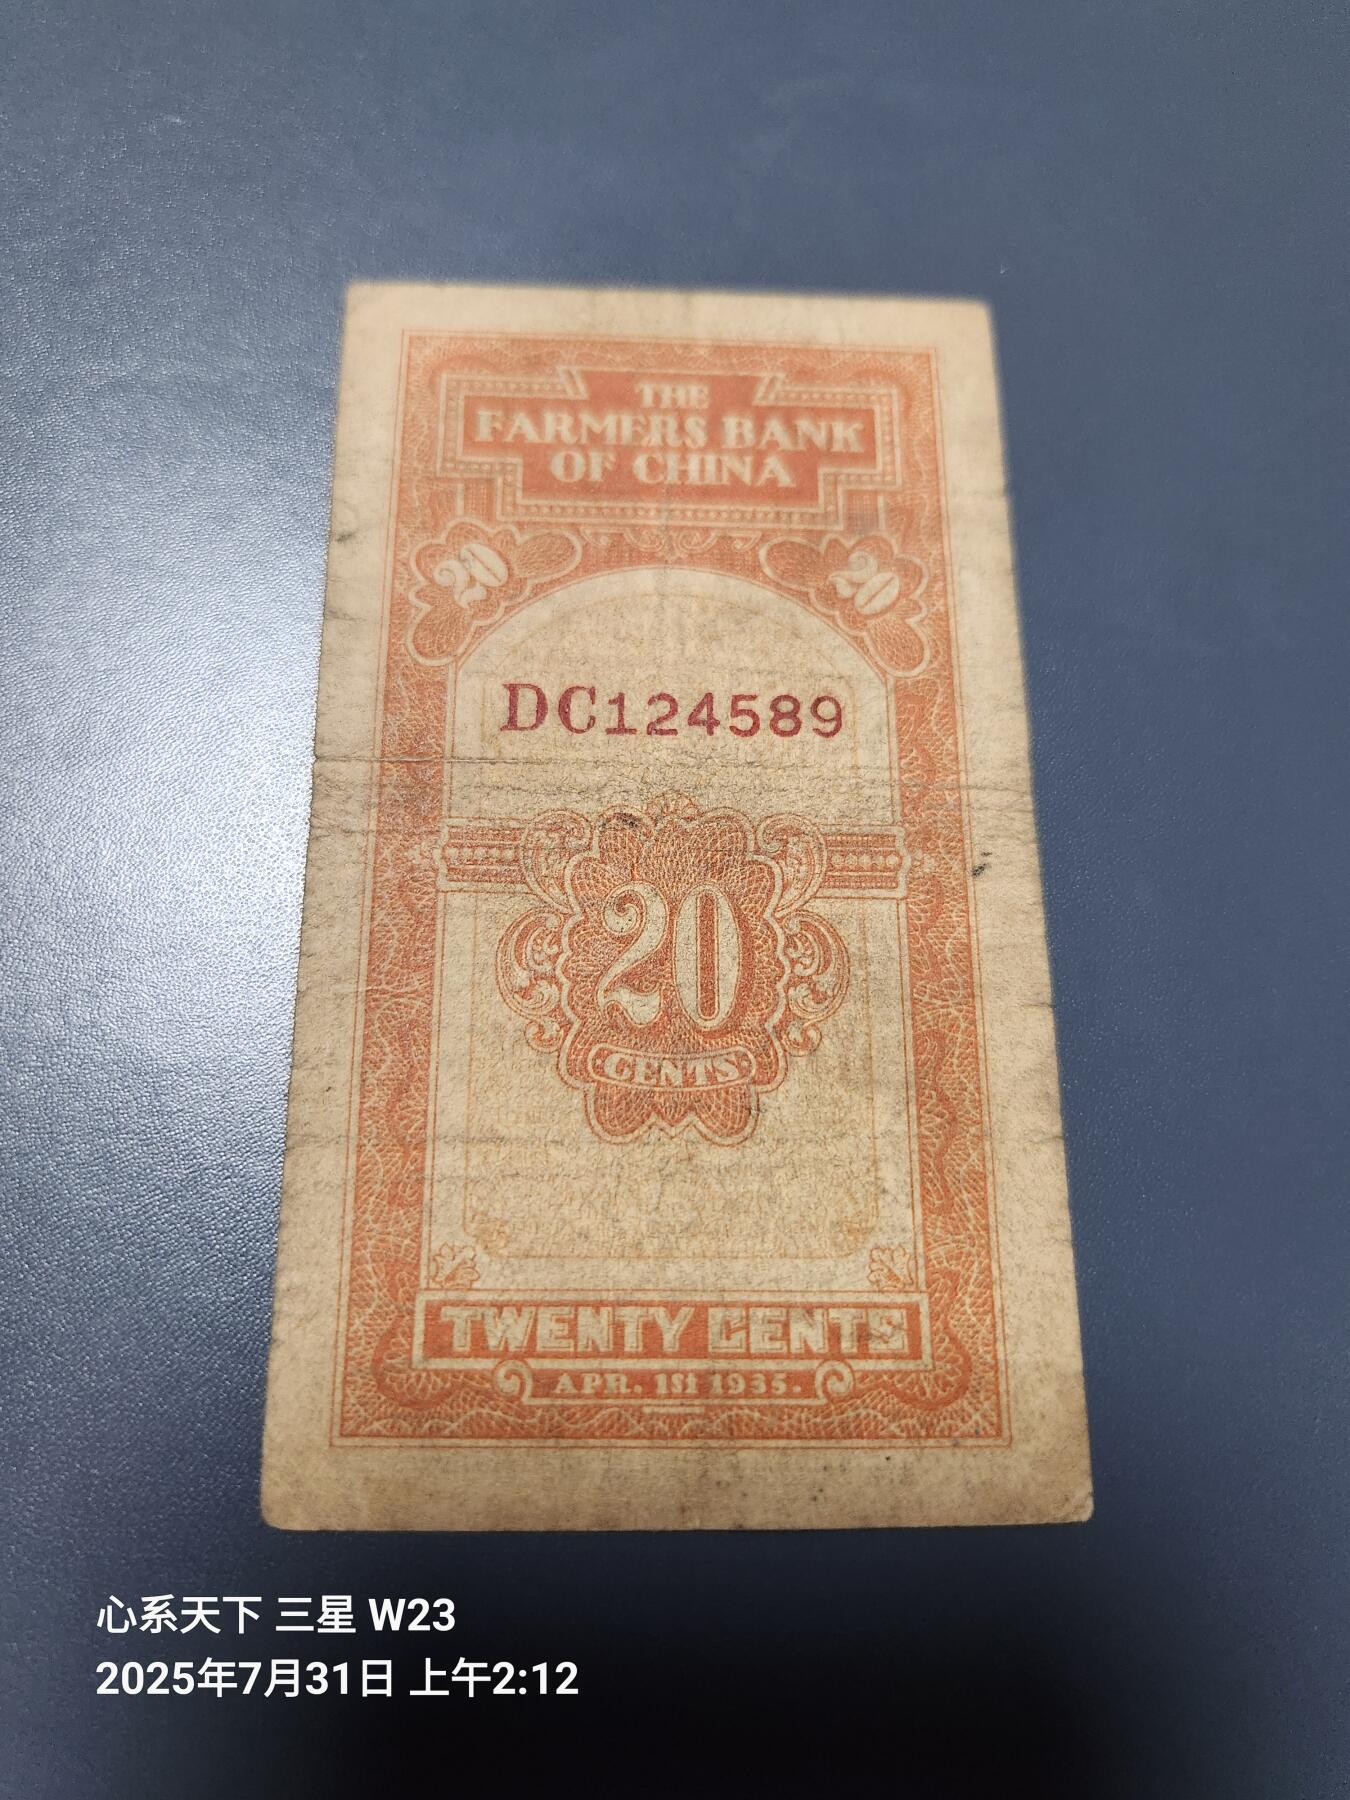 THE
FARMERS BANK
OF CHINA
20
20
DC124589
20
CENTS
TWENTY CENTS
APR. 1St 1935.
心系天下 三星 W23
2025年7月31日 上午2:12